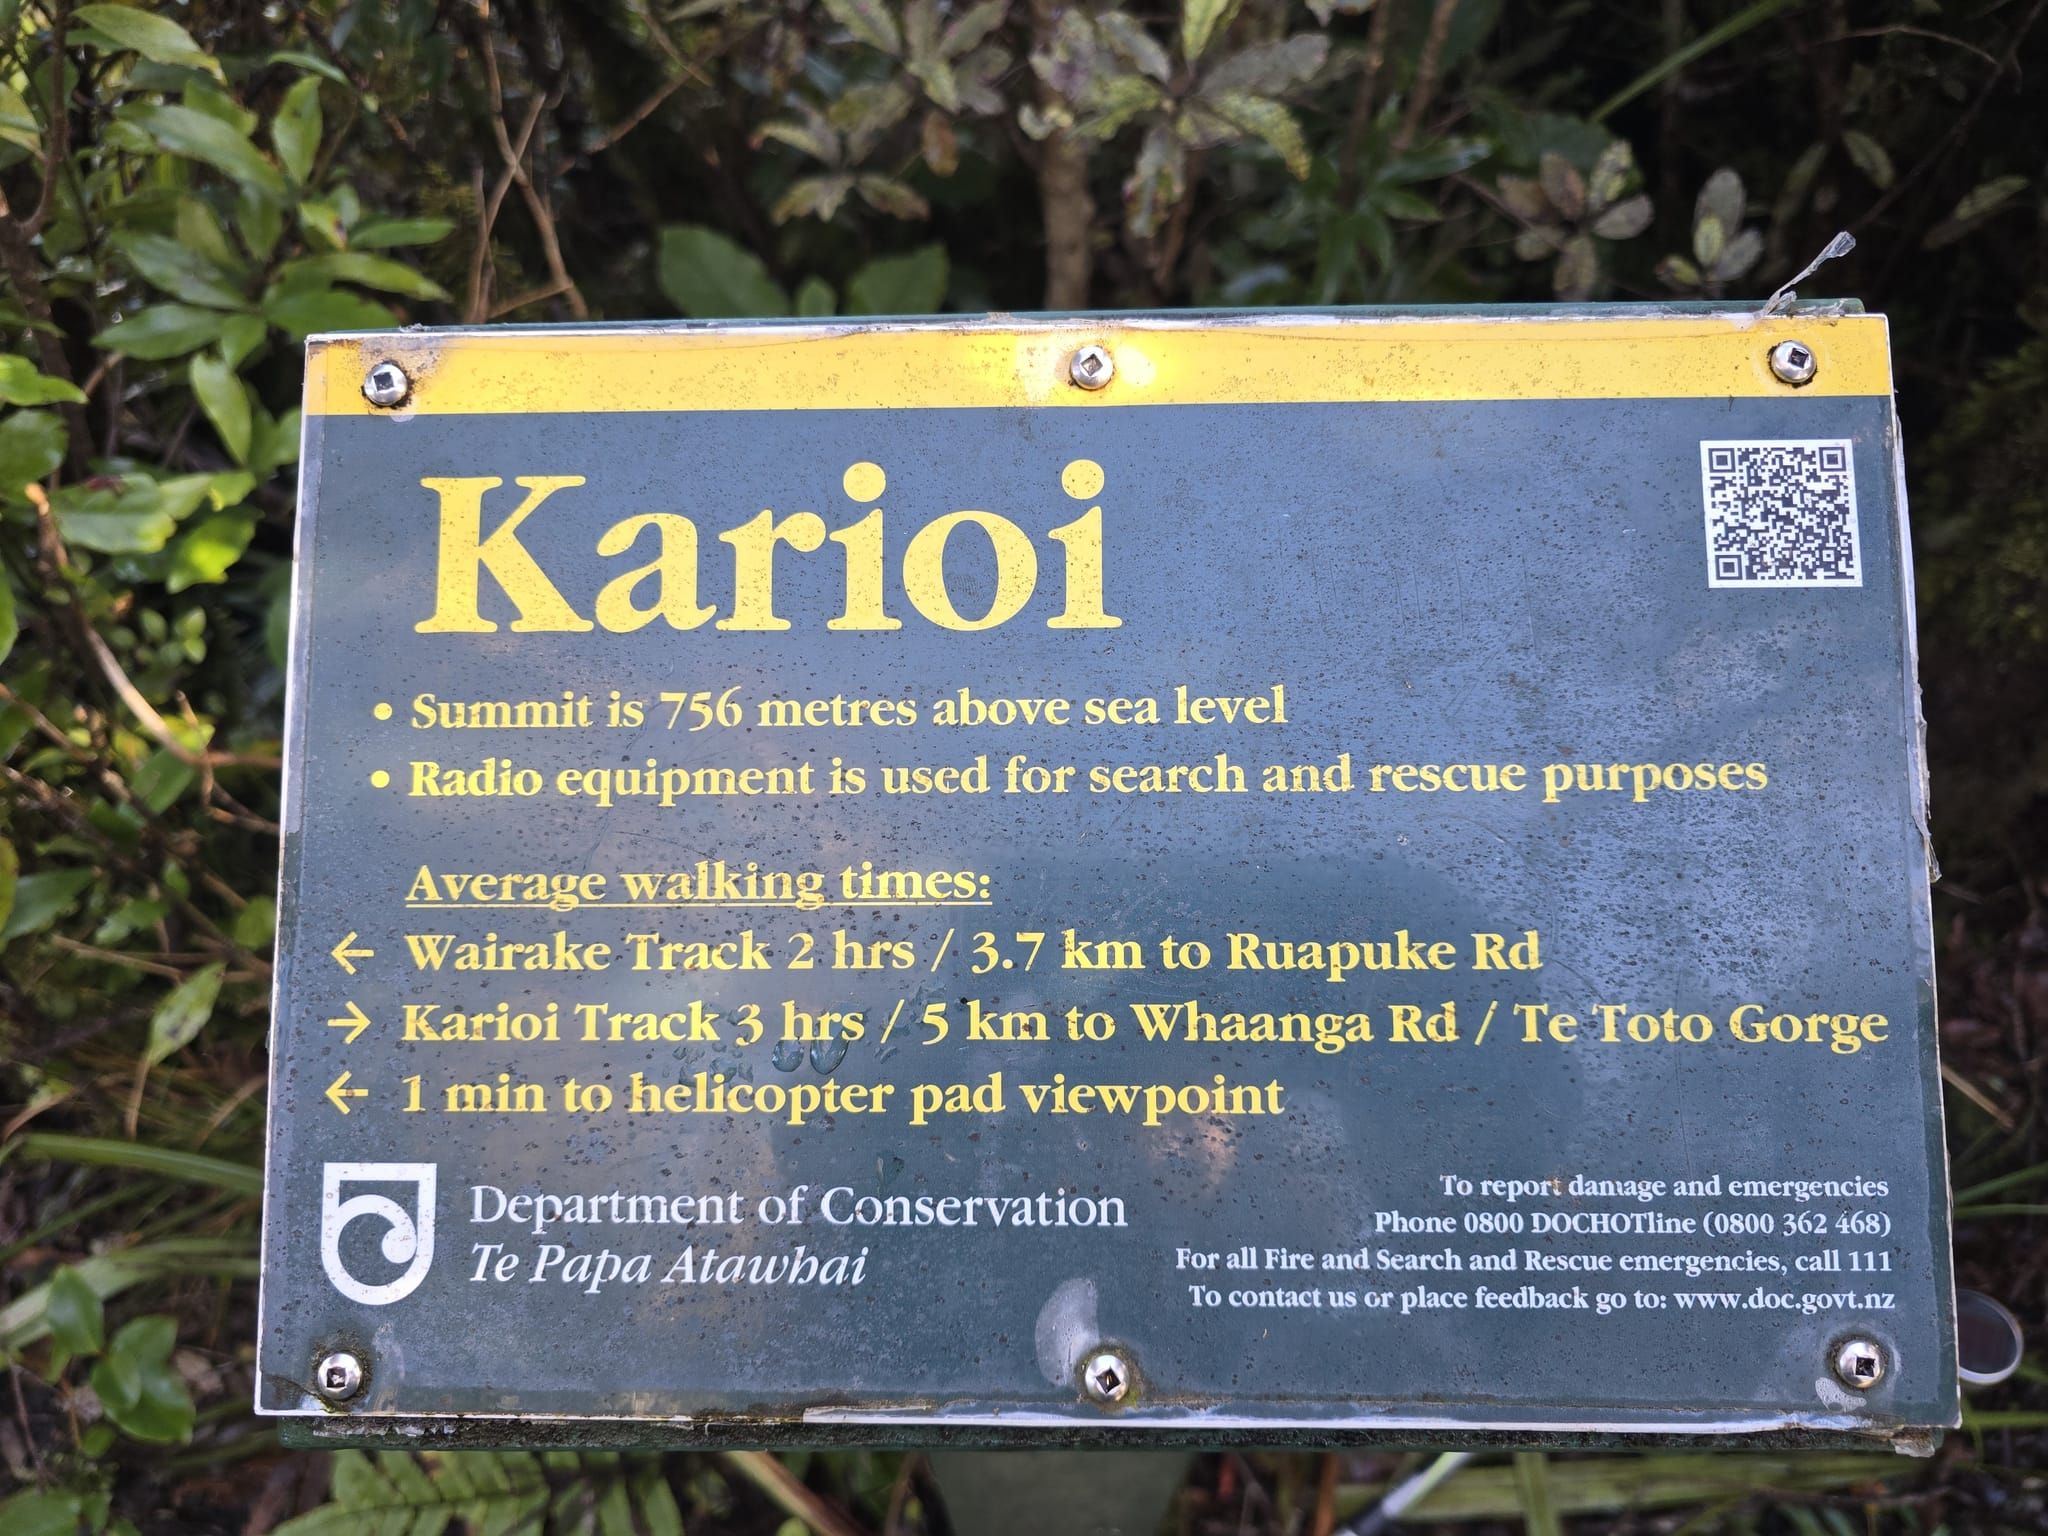 Karioi
• Summit is 756 metres above sea level
• Radio equipment is used for search and rescue purposes
Average walking times:
← Wairake Track 2 hrs / 3.7 km to Ruapuke Rd
→ Karioi Track 3 hrs / 5 km to Whaanga Rd / Te Toto Gorge
← 1 min to helicopter pad viewpoint
Department of Conservation
Te Papa Atawhai
To report damage and emergencies
Phone 0800 DOCHOTline (0800 362 468)
For all Fire and Search and Rescue emergencies, call 111
To contact us or place feedback go to: www.doc.govt.nz